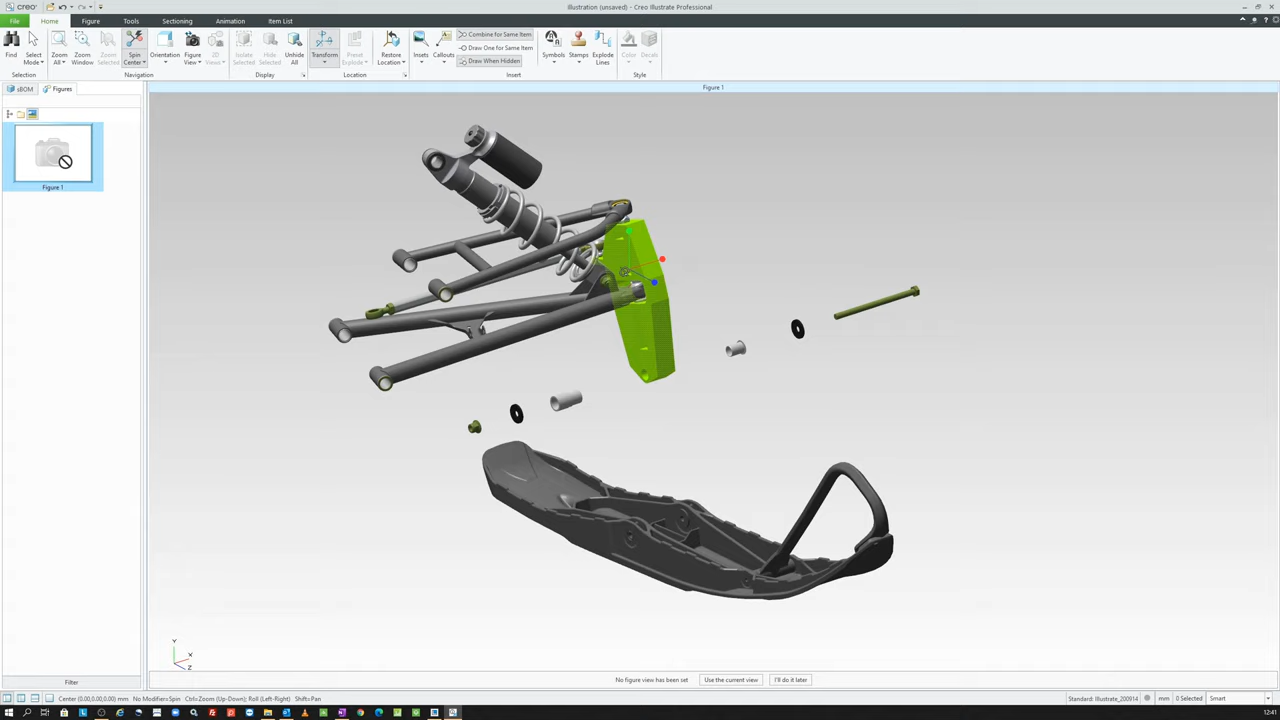 creo
Illustration (unsaved) - Creo Illustrate Professional
File Home Figure Tools Sectioning Animation Item List
Find
Select Mode
Zoom All
Zoom Window
Zoom Selected
Spin Center
Orientation
Figure View
2D Views
Isolate Selected
Hide Selected
Unhide All
Transform
Preset Explode
Restore Location
Insets
Callouts
Combine for Same Item
Draw One for Same Item
Draw When Hidden
Symbols
Stamps
Explode Lines
Color
Decals
Selection Navigation Display Location Insert Style
sBOM Figures
Figure 1
Figure 1
Y
X
Z
Filter
No figure view has been set Use the current view I'll do it later
Center (0.00,0.00,0.00) mm No Modifier=Spin Ctrl=Zoom (Up-Down); Roll (Left-Right) Shift=Pan
Standard: Illustrate_200914 mm 0 Selected Smart
12:41